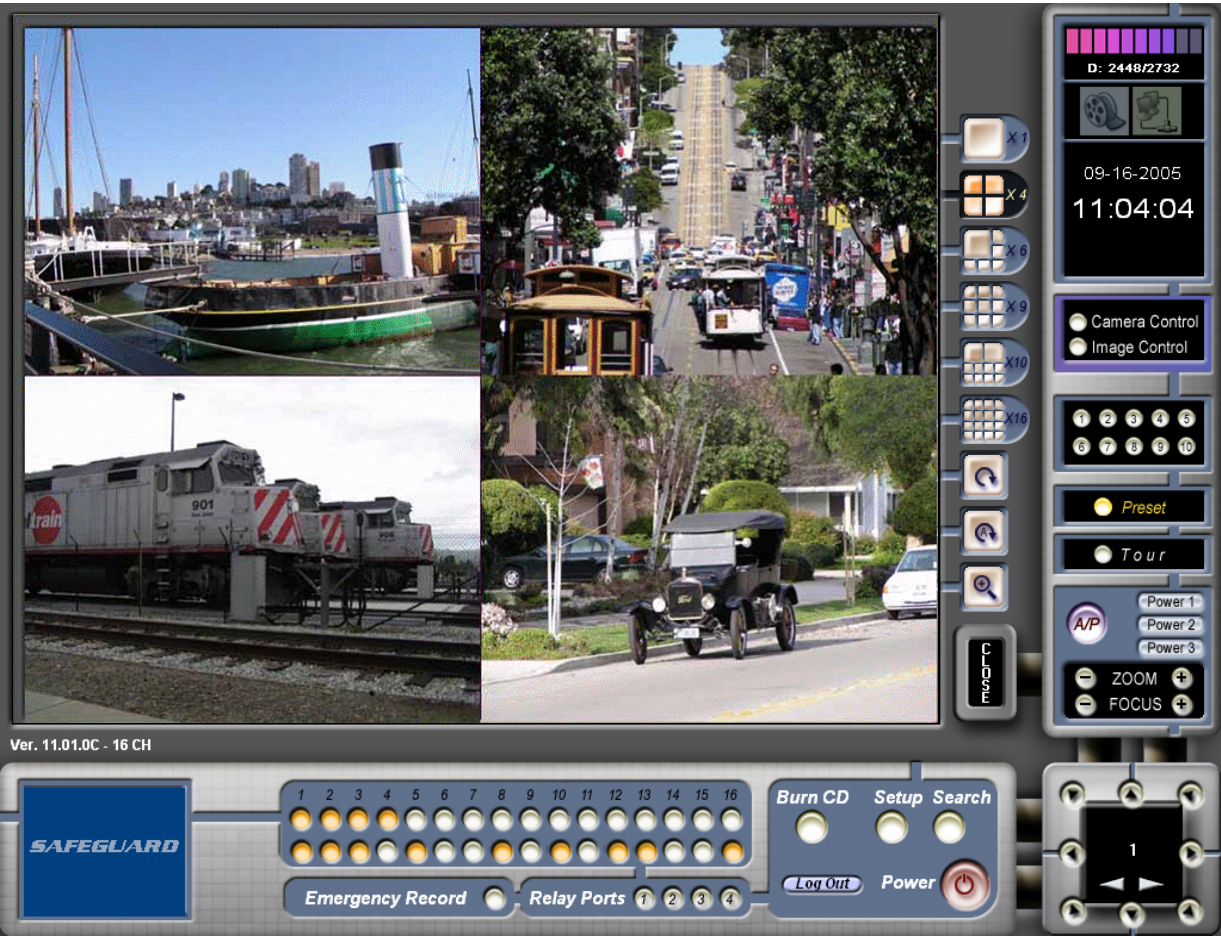 D: 2448/2732
09-16-2005
11:04:04
X 1
X 4
X 6
X 9
X10
X16
A
Camera Control
Image Control
1 2 3 4 5
6 7 8 9 10
Preset
Tour
A/P
Power 1
Power 2
Power 3
ZOOM
FOCUS
CLOSE
901
train
Ford
Ver. 11.01.0C - 16 CH
SAFEGUARD
1 2 3 4 5 6 7 8 9 10 11 12 13 14 15 16
Emergency Record
Relay Ports 1 2 3 4
Burn CD Setup Search
Log Out
Power
1